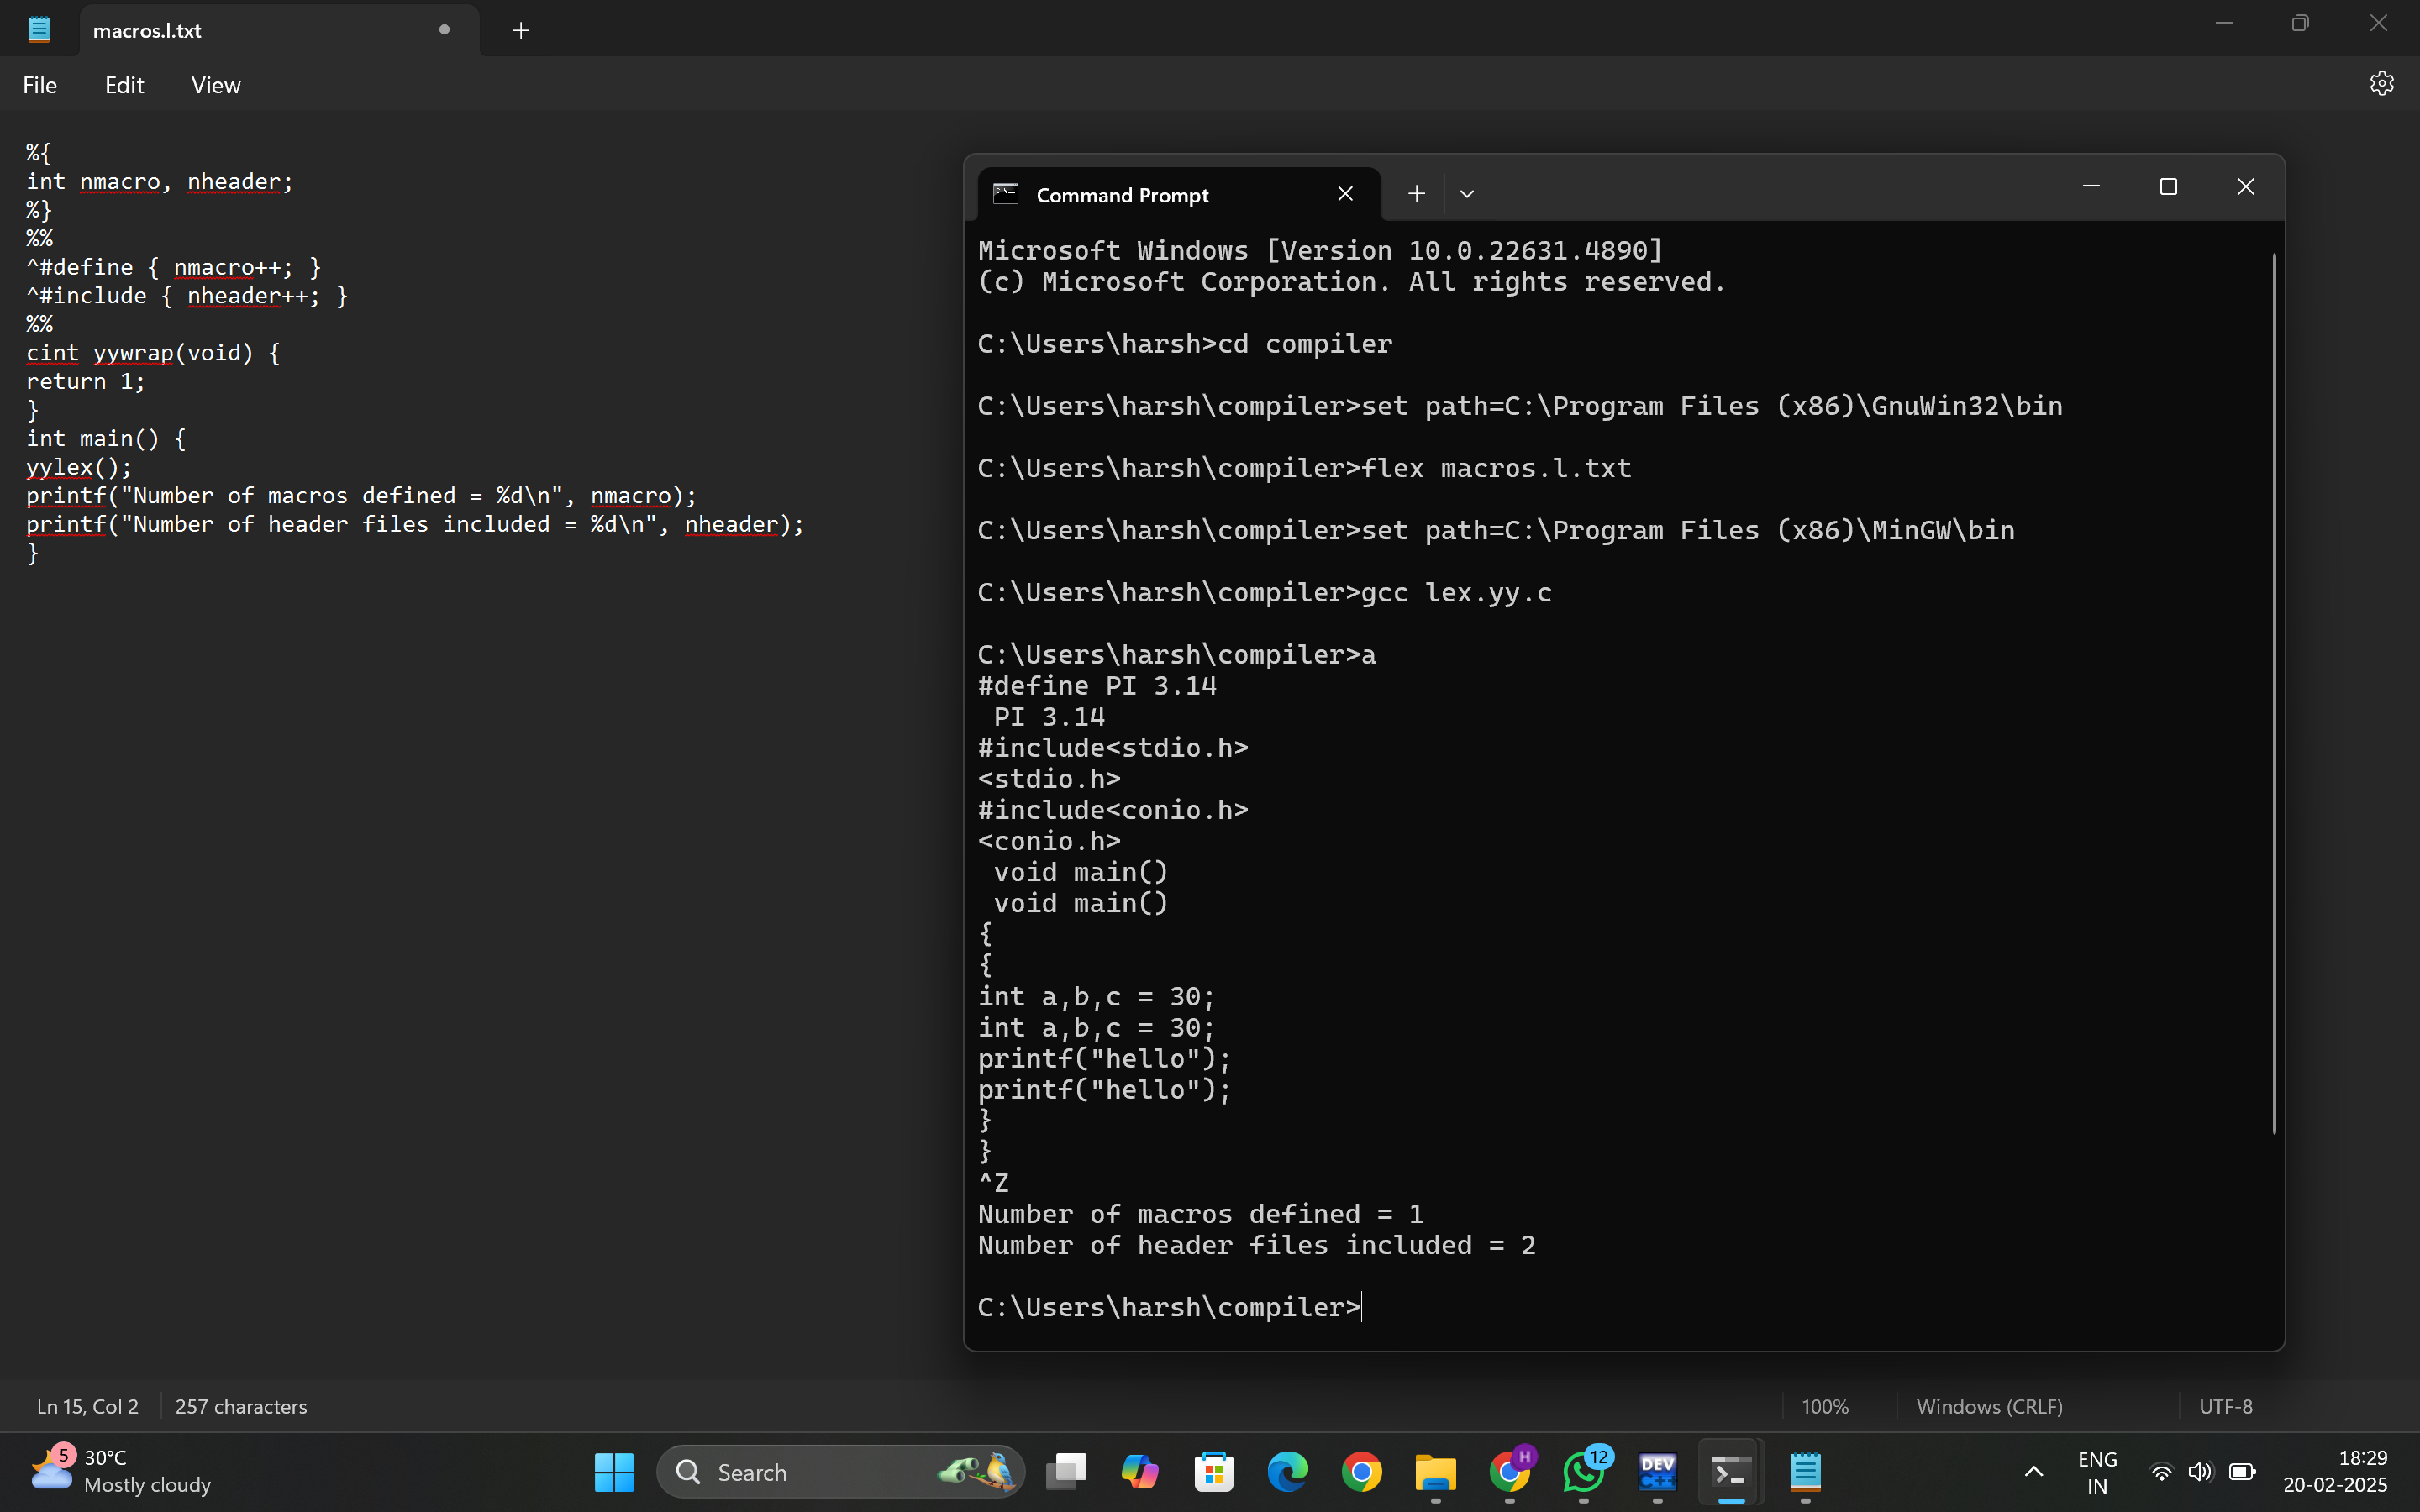 macros.l.txt
File Edit View
%{
int nmacro, nheader;
%}
%%
^#define { nmacro++; }
^#include { nheader++; }
%%
cint yywrap(void) {
return 1;
}
int main() {
yylex();
printf("Number of macros defined = %d\n", nmacro);
printf("Number of header files included = %d\n", nheader);
}
Command Prompt
Microsoft Windows [Version 10.0.22631.4890]
(c) Microsoft Corporation. All rights reserved.
C:\Users\harsh>cd compiler
C:\Users\harsh\compiler>set path=C:\Program Files (x86)\GnuWin32\bin
C:\Users\harsh\compiler>flex macros.l.txt
C:\Users\harsh\compiler>set path=C:\Program Files (x86)\MinGW\bin
C:\Users\harsh\compiler>gcc lex.yy.c
C:\Users\harsh\compiler>a
#define PI 3.14
 PI 3.14
#include<stdio.h>
<stdio.h>
#include<conio.h>
<conio.h>
 void main()
 void main()
{
{
int a,b,c = 30;
int a,b,c = 30;
printf("hello");
printf("hello");
}
}
^Z
Number of macros defined = 1
Number of header files included = 2
C:\Users\harsh\compiler>
Ln 15, Col 2 257 characters 100% Windows (CRLF) UTF-8
5
30°C
Mostly cloudy
Search
H
12
DEV
C++
ENG
IN
18:29
20-02-2025